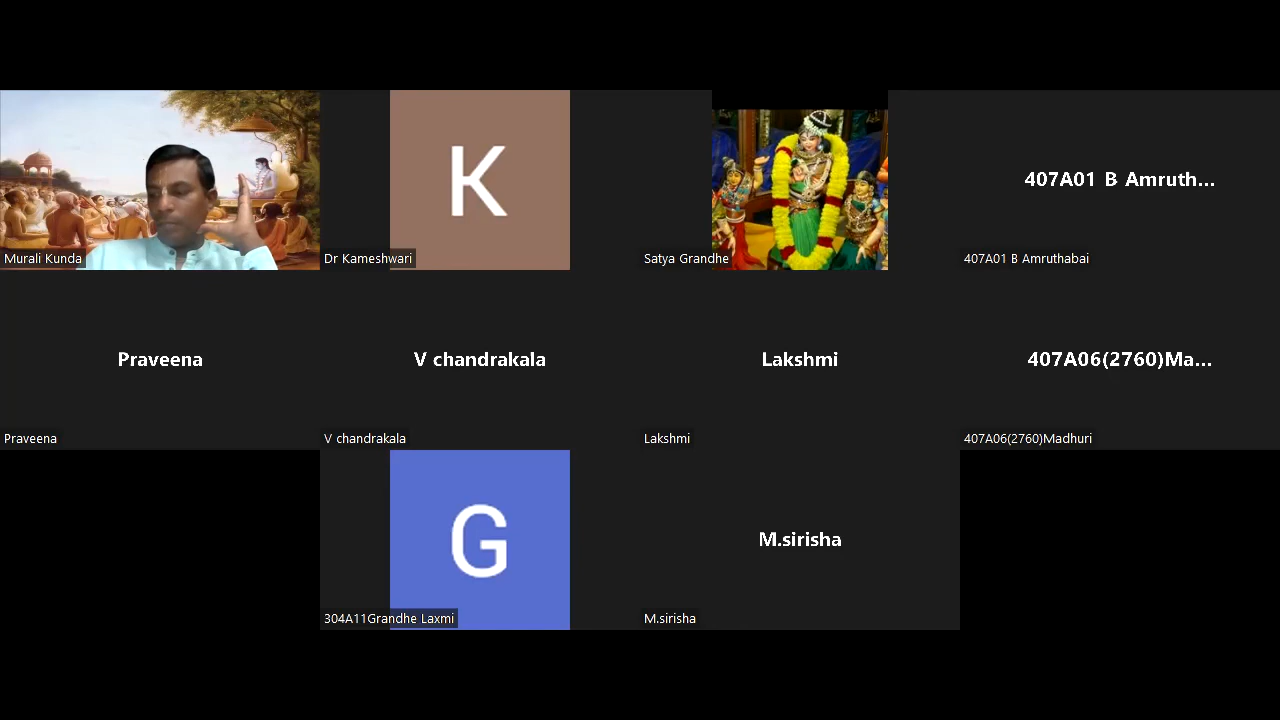 Murali Kunda
K
Dr Kameshwari
Satya Grandhe
407A01 B Amruth...
407A01 B Amruthabai
Praveena
Praveena
V chandrakala
V chandrakala
Lakshmi
Lakshmi
407A06(2760)Ma...
407A06(2760)Madhuri
G
304A11Grandhe Laxmi
M.sirisha
M.sirisha